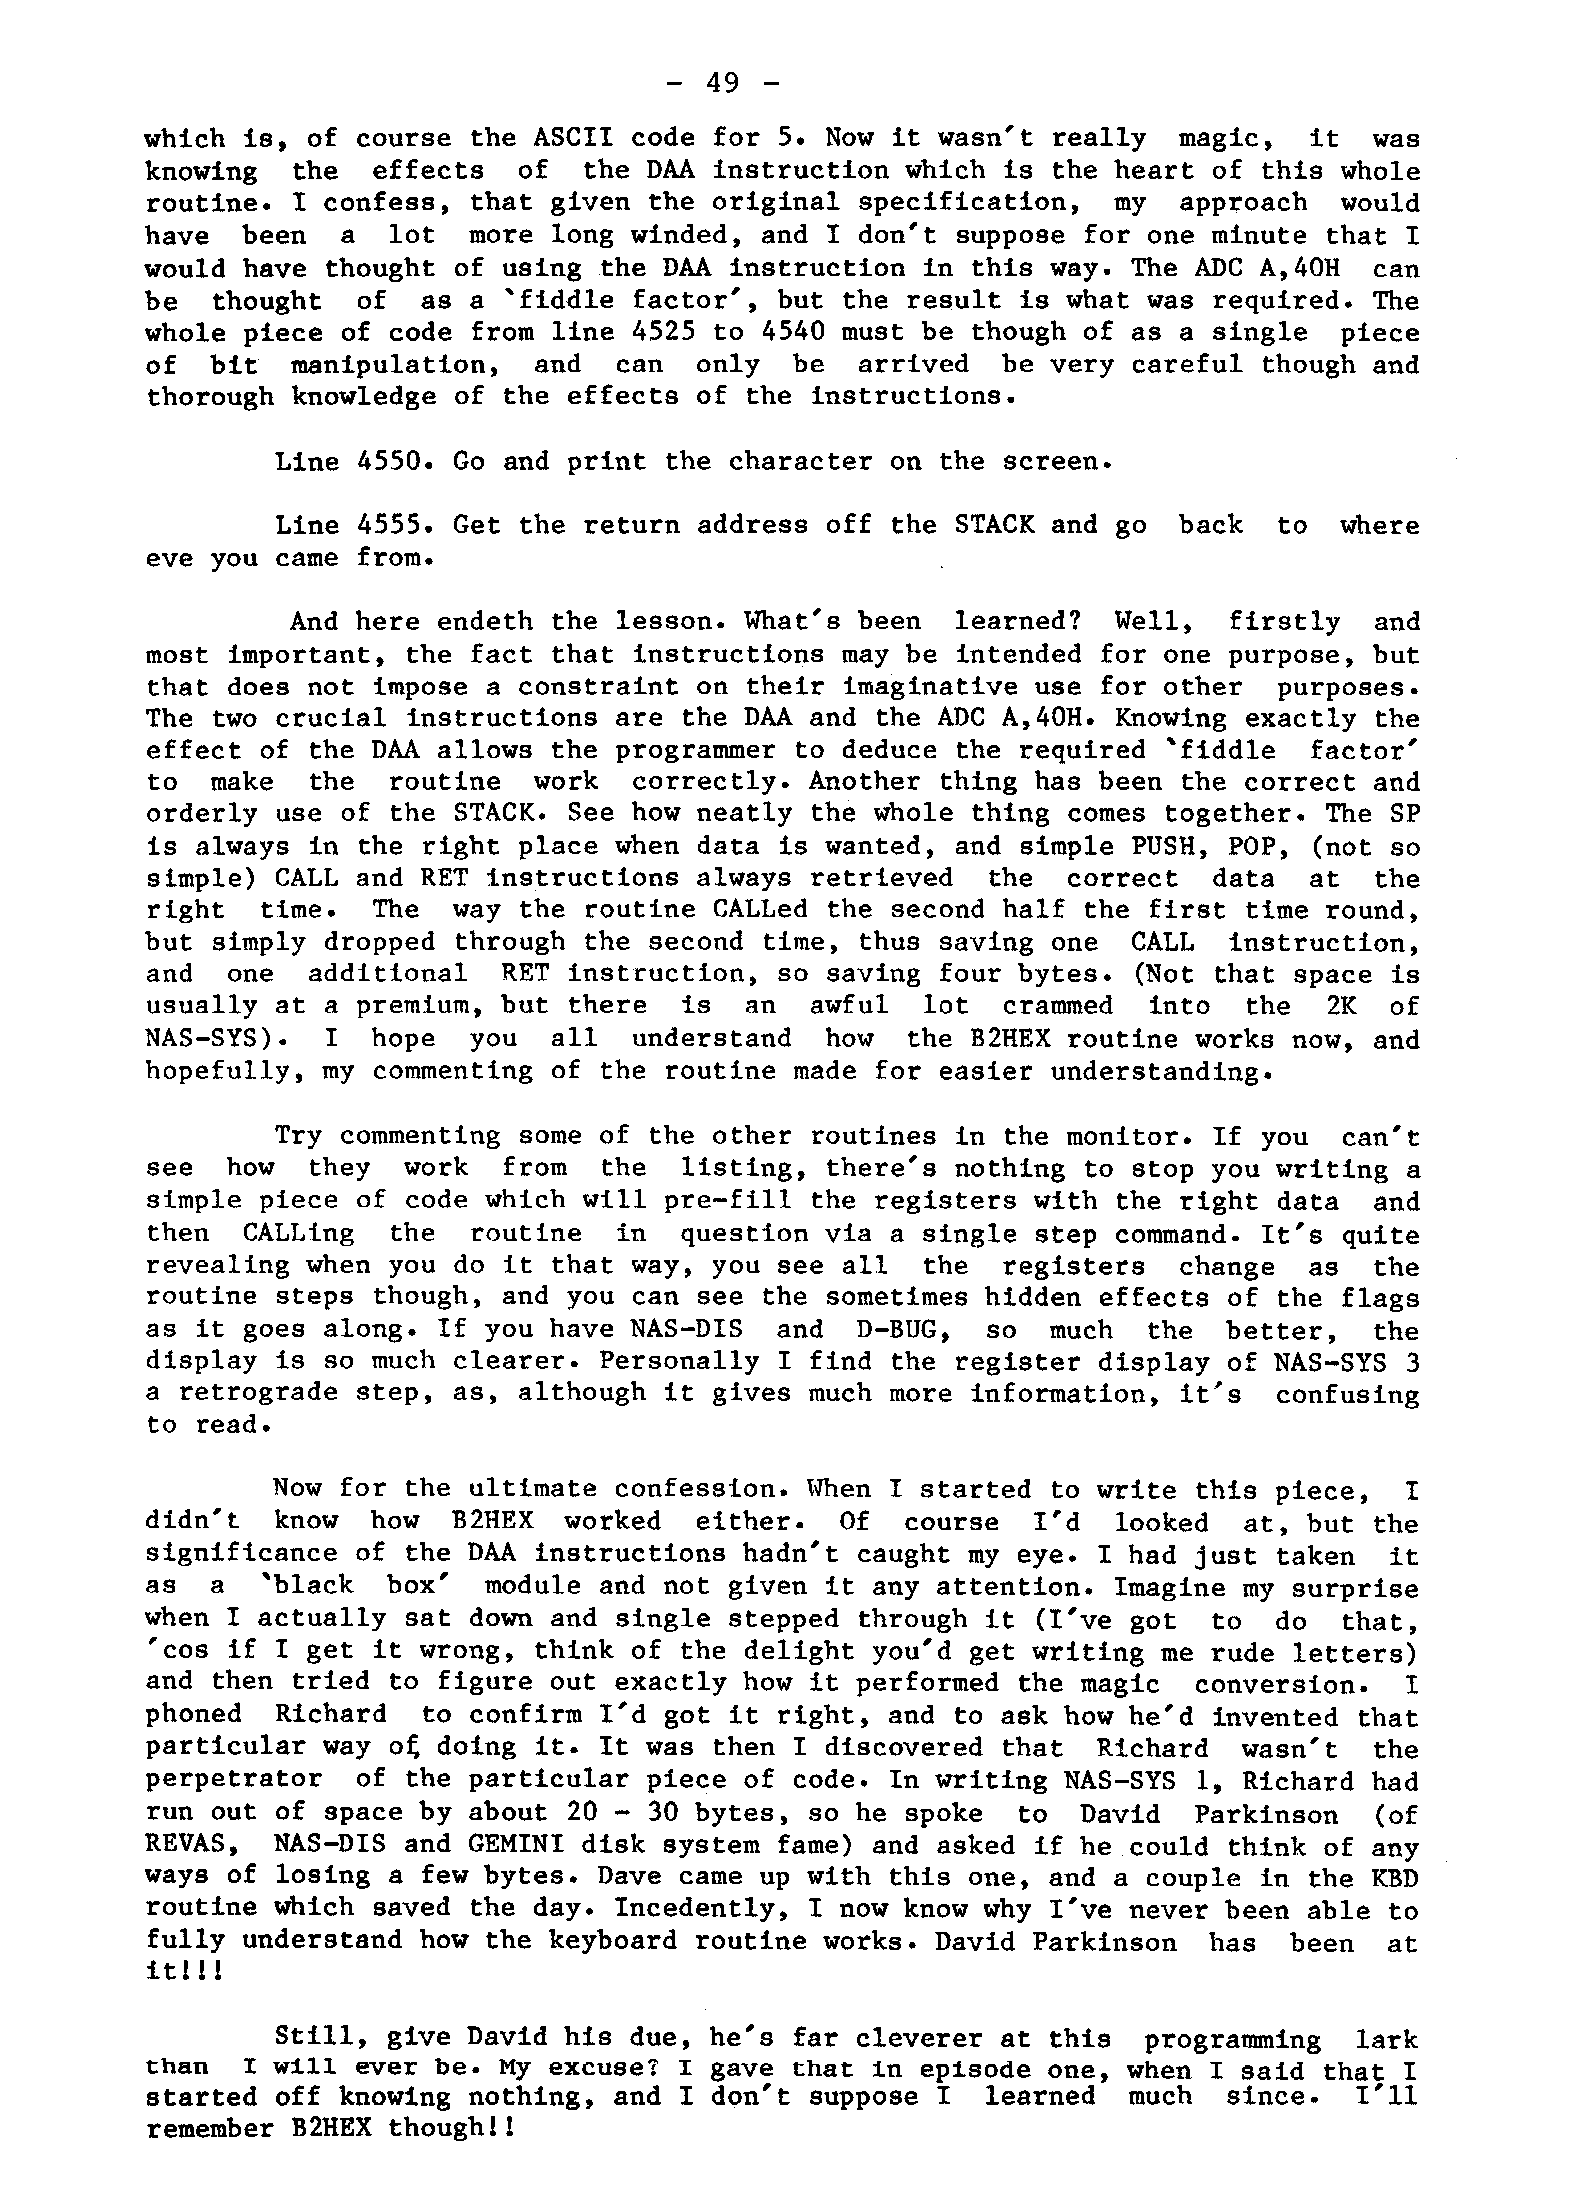 - 49 -
which is, of course the ASCII code for 5. Now it wasn't really magic, it was
knowing the effects of the DAA instruction which is the heart of this whole
routine. I confess, that given the original specification, my approach would
have been a lot more long winded, and I don't suppose for one minute that I
would have thought of using the DAA instruction in this way. The ADC A,40H can
be thought of as a `fiddle factor', but the result is what was required. The
whole piece of code from line 4525 to 4540 must be though of as a single piece
of bit manipulation, and can only be arrived be very careful though and
thorough knowledge of the effects of the instructions.
Line 4550. Go and print the character on the screen.
Line 4555. Get the return address off the STACK and go back to where
eve you came from.
And here endeth the lesson. What's been learned? Well, firstly and
most important, the fact that instructions may be intended for one purpose, but
that does not impose a constraint on their imaginative use for other purposes.
The two crucial instructions are the DAA and the ADC A,40H. Knowing exactly the
effect of the DAA allows the programmer to deduce the required `fiddle factor'
to make the routine work correctly. Another thing has been the correct and
orderly use of the STACK. See how neatly the whole thing comes together. The SP
is always in the right place when data is wanted, and simple PUSH, POP, (not so
simple) CALL and RET instructions always retrieved the correct data at the
right time. The way the routine CALLed the second half the first time round,
but simply dropped through the second time, thus saving one CALL instruction,
and one additional RET instruction, so saving four bytes. (Not that space is
usually at a premium, but there is an awful lot crammed into the 2K of
NAS-SYS). I hope you all understand how the B2HEX routine works now, and
hopefully, my commenting of the routine made for easier understanding.
Try commenting some of the other routines in the monitor. If you can't
see how they work from the listing, there's nothing to stop you writing a
simple piece of code which will pre-fill the registers with the right data and
then CALLing the routine in question via a single step command. It's quite
revealing when you do it that way, you see all the registers change as the
routine steps though, and you can see the sometimes hidden effects of the flags
as it goes along. If you have NAS-DIS and D-BUG, so much the better, the
display is so much clearer. Personally I find the register display of NAS-SYS 3
a retrograde step, as, although it gives much more information, it's confusing
to read.
Now for the ultimate confession. When I started to write this piece, I
didn't know how B2HEX worked either. Of course I'd looked at, but the
significance of the DAA instructions hadn't caught my eye. I had just taken it
as a `black box' module and not given it any attention. Imagine my surprise
when I actually sat down and single stepped through it (I've got to do that,
'cos if I get it wrong, think of the delight you'd get writing me rude letters)
and then tried to figure out exactly how it performed the magic conversion. I
phoned Richard to confirm I'd got it right, and to ask how he'd invented that
particular way of, doing it. It was then I discovered that Richard wasn't the
perpetrator of the particular piece of code. In writing NAS-SYS 1, Richard had
run out of space by about 20 - 30 bytes, so he spoke to David Parkinson (of
REVAS, NAS-DIS and GEMINI disk system fame) and asked if he could think of any
ways of losing a few bytes. Dave came up with this one, and a couple in the KBD
routine which saved the day. Incedently, I now know why I've never been able to
fully understand how the keyboard routine works. David Parkinson has been at
it!!!
Still, give David his due, he's far cleverer at this programming lark
than I will ever be. My excuse? I gave that in episode one, when I said that I
started off knowing nothing, and I don't suppose I learned much since. I'll
remember B2HEX though!!